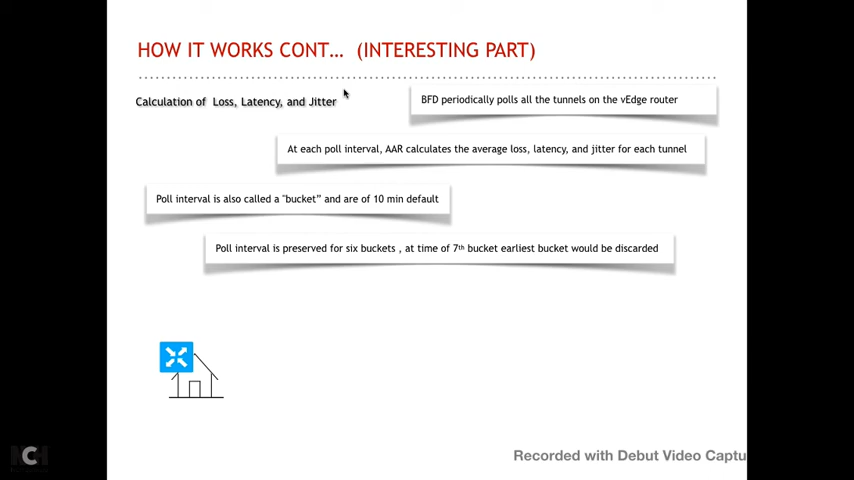 HOW IT WORKS CONT... (INTERESTING PART)
Calculation of Loss, Latency, and Jitter
BFD periodically polls all the tunnels on the vEdge router
At each poll interval, AAR calculates the average loss, latency, and jitter for each tunnel
Poll interval is also called a "bucket” and are of 10 min default
Poll interval is preserved for six buckets , at time of 7th bucket earliest bucket would be discarded
Recorded with Debut Video Captu